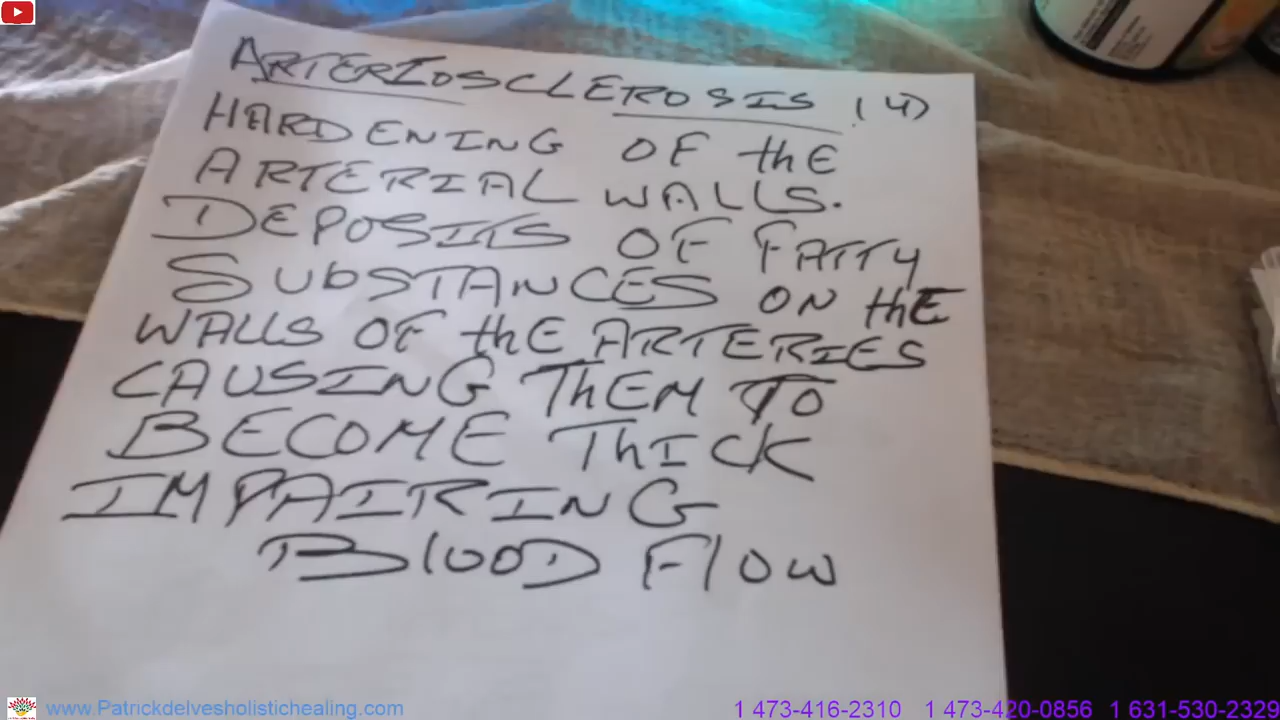 ARTERIOSCLEROSIS (4)
HARDENING OF thE
ARTERIAL WALLS.
DEPOSITS OF FATTY
SUbSTANCES ON thE
WALLS OF thE ARTERIES
CAUSING ThEM TO
BECOME ThICK
IMPAIRING
BlOOD FlOW
www.Patrickdelvesholistichealing.com
1 473-416-2310 1 473-420-0856 1 631-530-2329